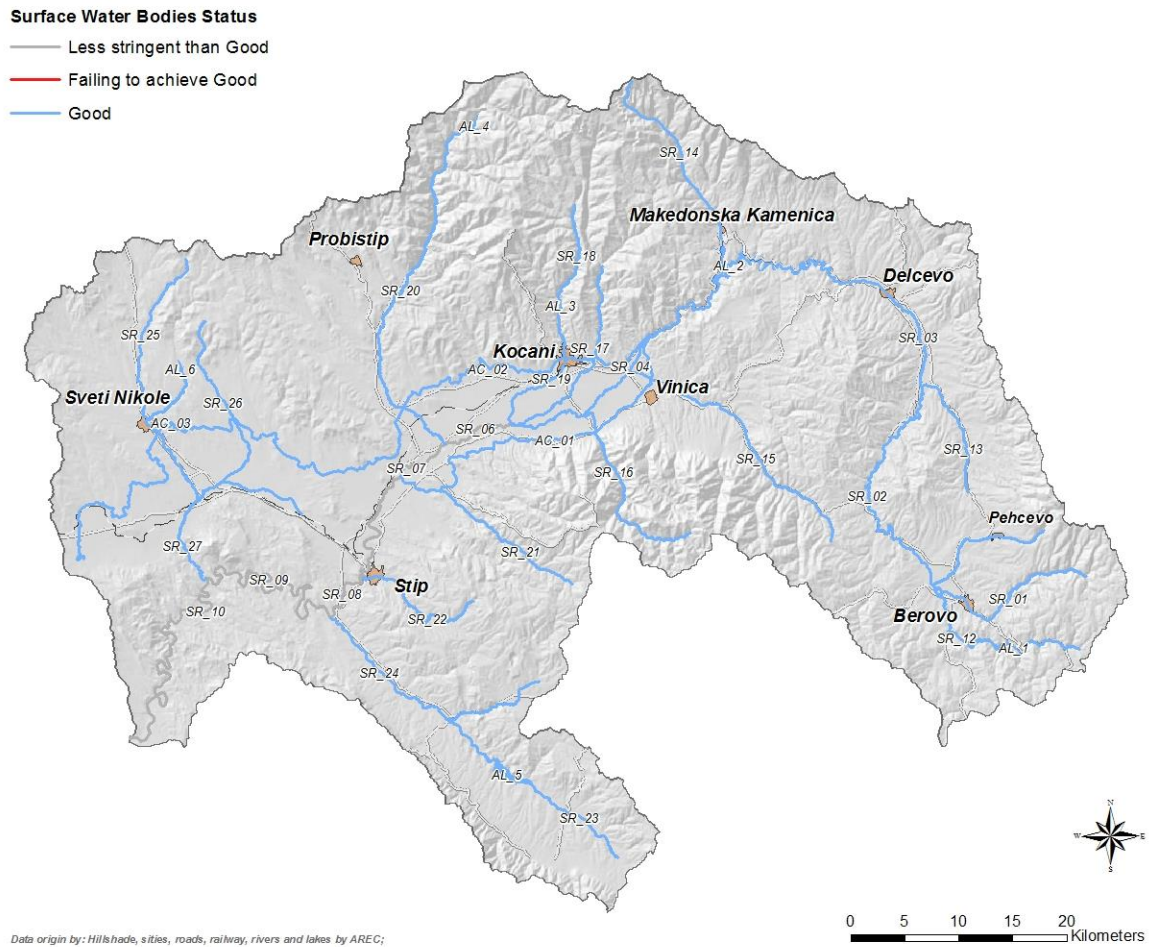 Surface Water Bodies Status
Less stringent than Good
Failing to achieve Good
Good
AL_4
SR_14
Makedonska Kamenica
Probistip
SR_18
AL_2
Delcevo
SR_20
AL_3
SR_25
SR_03
Kocani
SR_17
AL_6
AC_02
SR_04
SR_19
Vinica
Sveti Nikole
SR_26
AC_03
SR_06
AC_01
SR_13
SR_15
SR_07
SR_16
SR_02
Pehcevo
SR_27
SR_21
SR_09
Stip
SR_08
SR_01
SR_10
SR_22
Berovo
SR_12
AL_1
SR_24
AL_5
SR_23
N
W
E
S
0 5 10 15 20
Kilometers
Data origin by: Hillshade, sities, roads, railway, rivers and lakes by AREC;